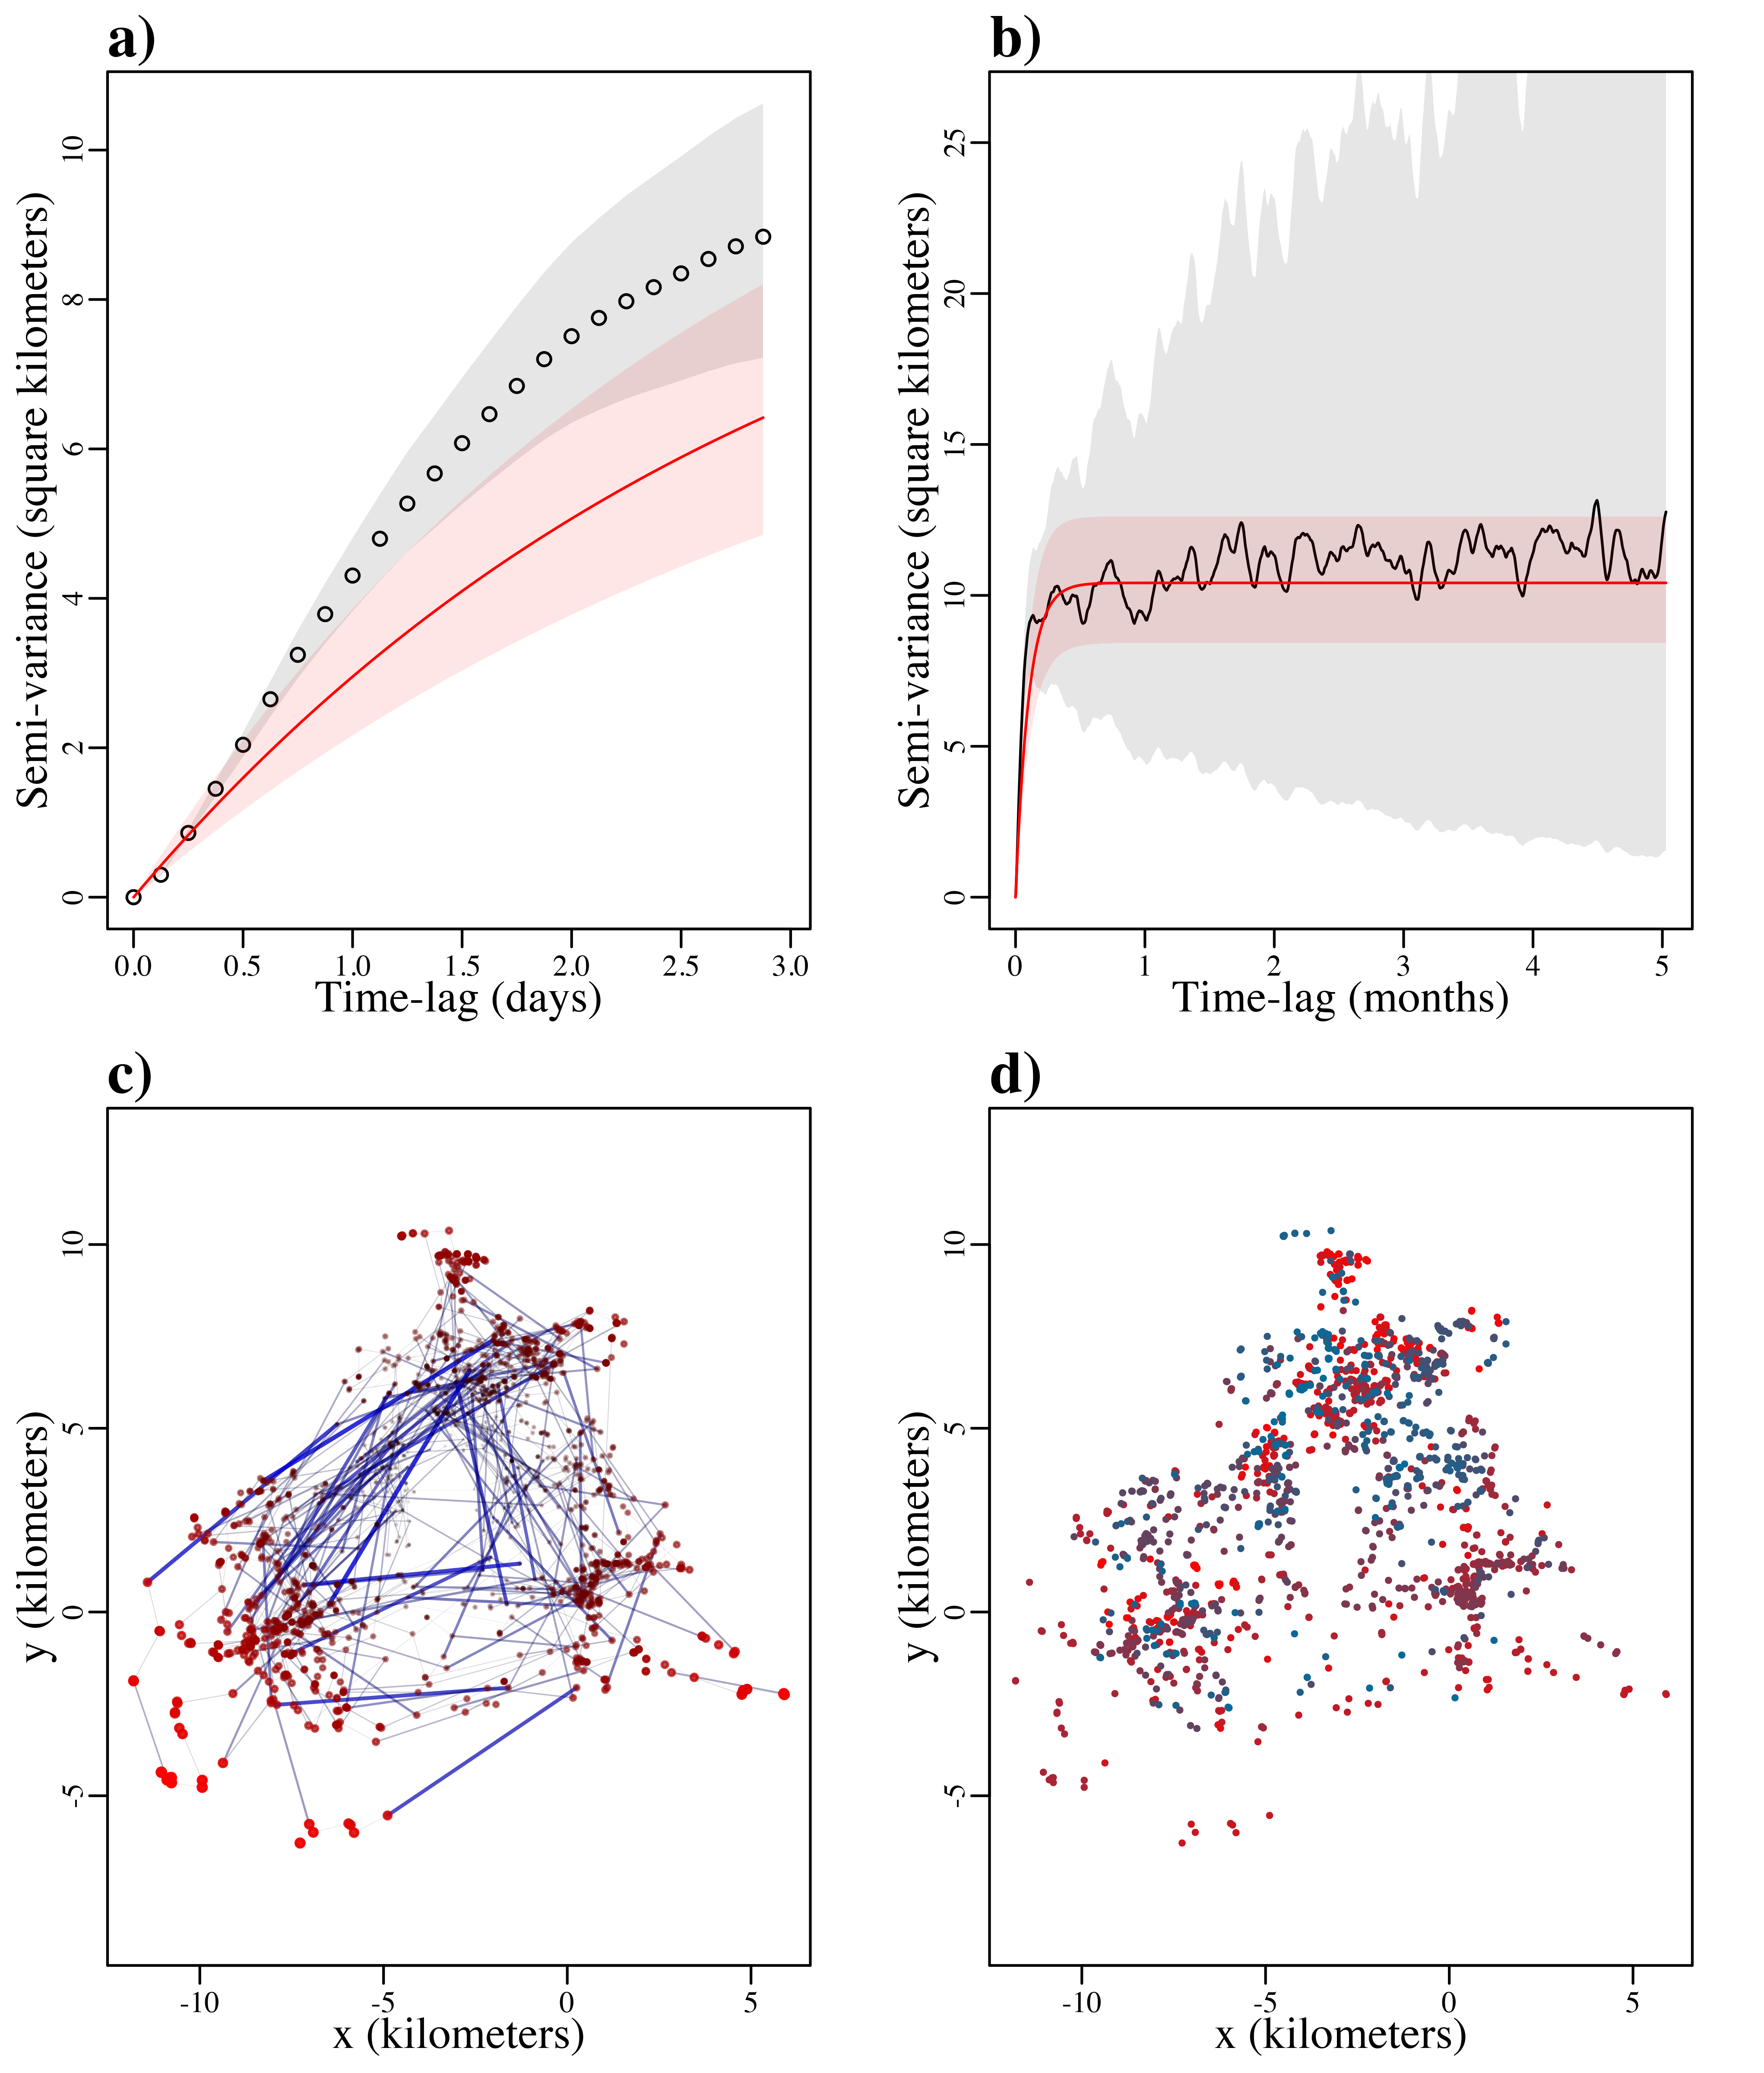 a)
Semi-variance (square kilometers)
0 2 4 6 8 10
0.0 0.5 1.0 1.5 2.0 2.5 3.0
Time-lag (days)
b)
Semi-variance (square kilometers)
0 5 10 15 20 25
0 1 2 3 4 5
Time-lag (months)
c)
y (kilometers)
-5 0 5 10
-10 -5 0 5
x (kilometers)
d)
y (kilometers)
-5 0 5 10
-10 -5 0 5
x (kilometers)